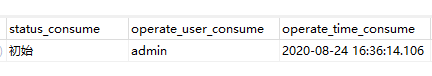 status_consume operate_user_consume operate_time_consume
初始 admin 2020-08-24 16:36:14.106